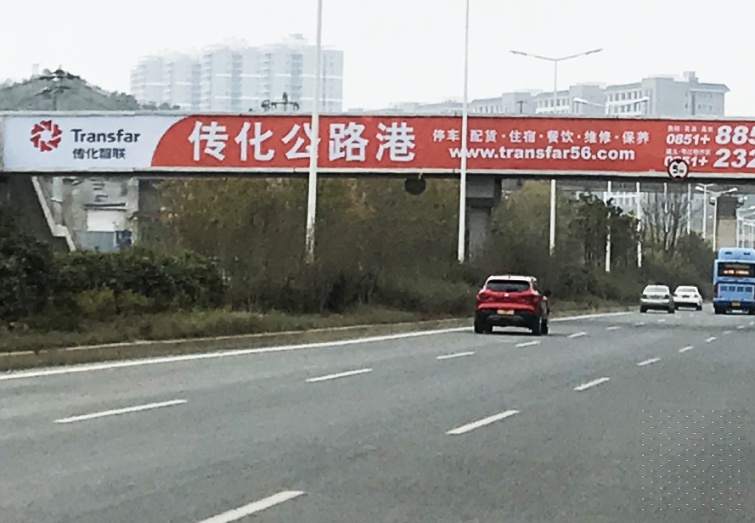 Transfar
传化智联
传化公路港
停车 配货·住宿·餐饮·维修·保养
www.transfar56.com
0851+ 885
0851+ 232